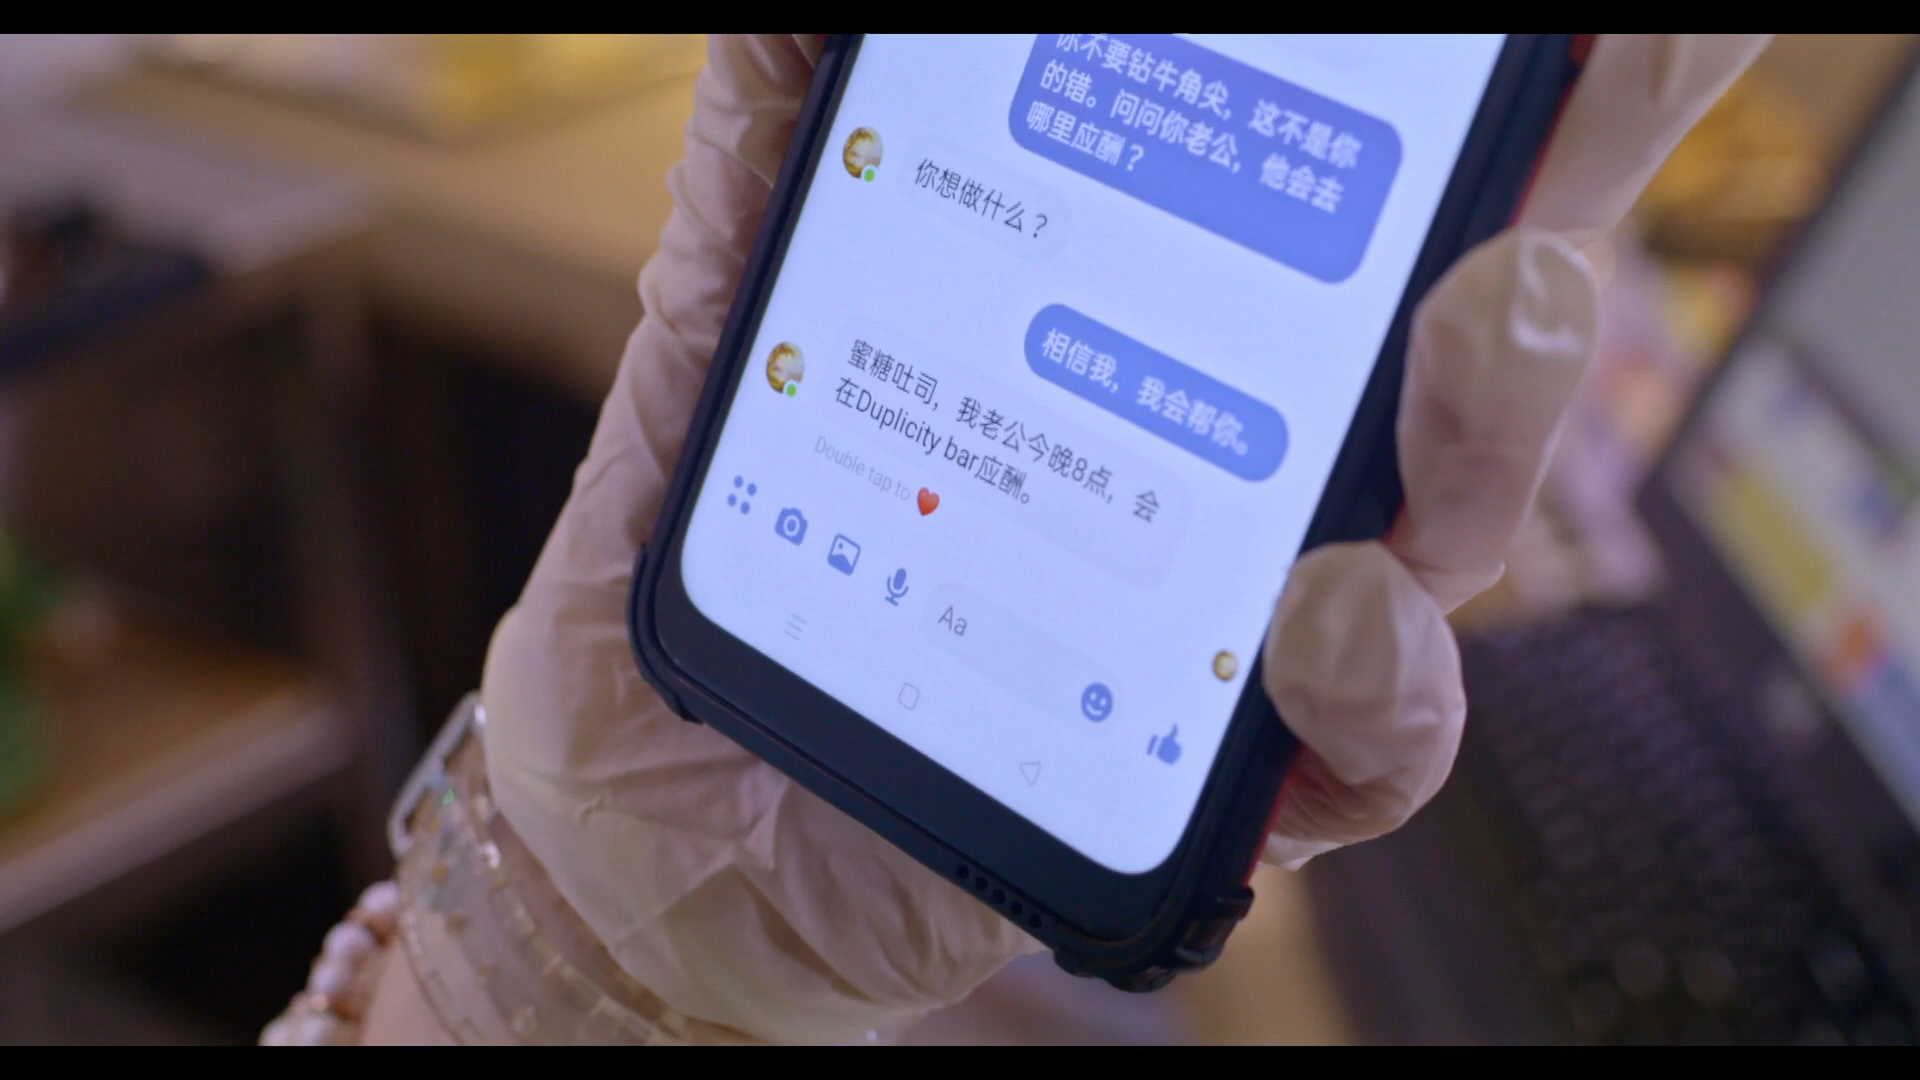 你不要钻牛角尖，这不是你
的错。问问你老公，他会去
哪里应酬？
你想做什么？
相信我，我会帮你。
蜜糖吐司，我老公今晚8点，会
在Duplicity bar应酬。
Double tap to ❤️
Aa